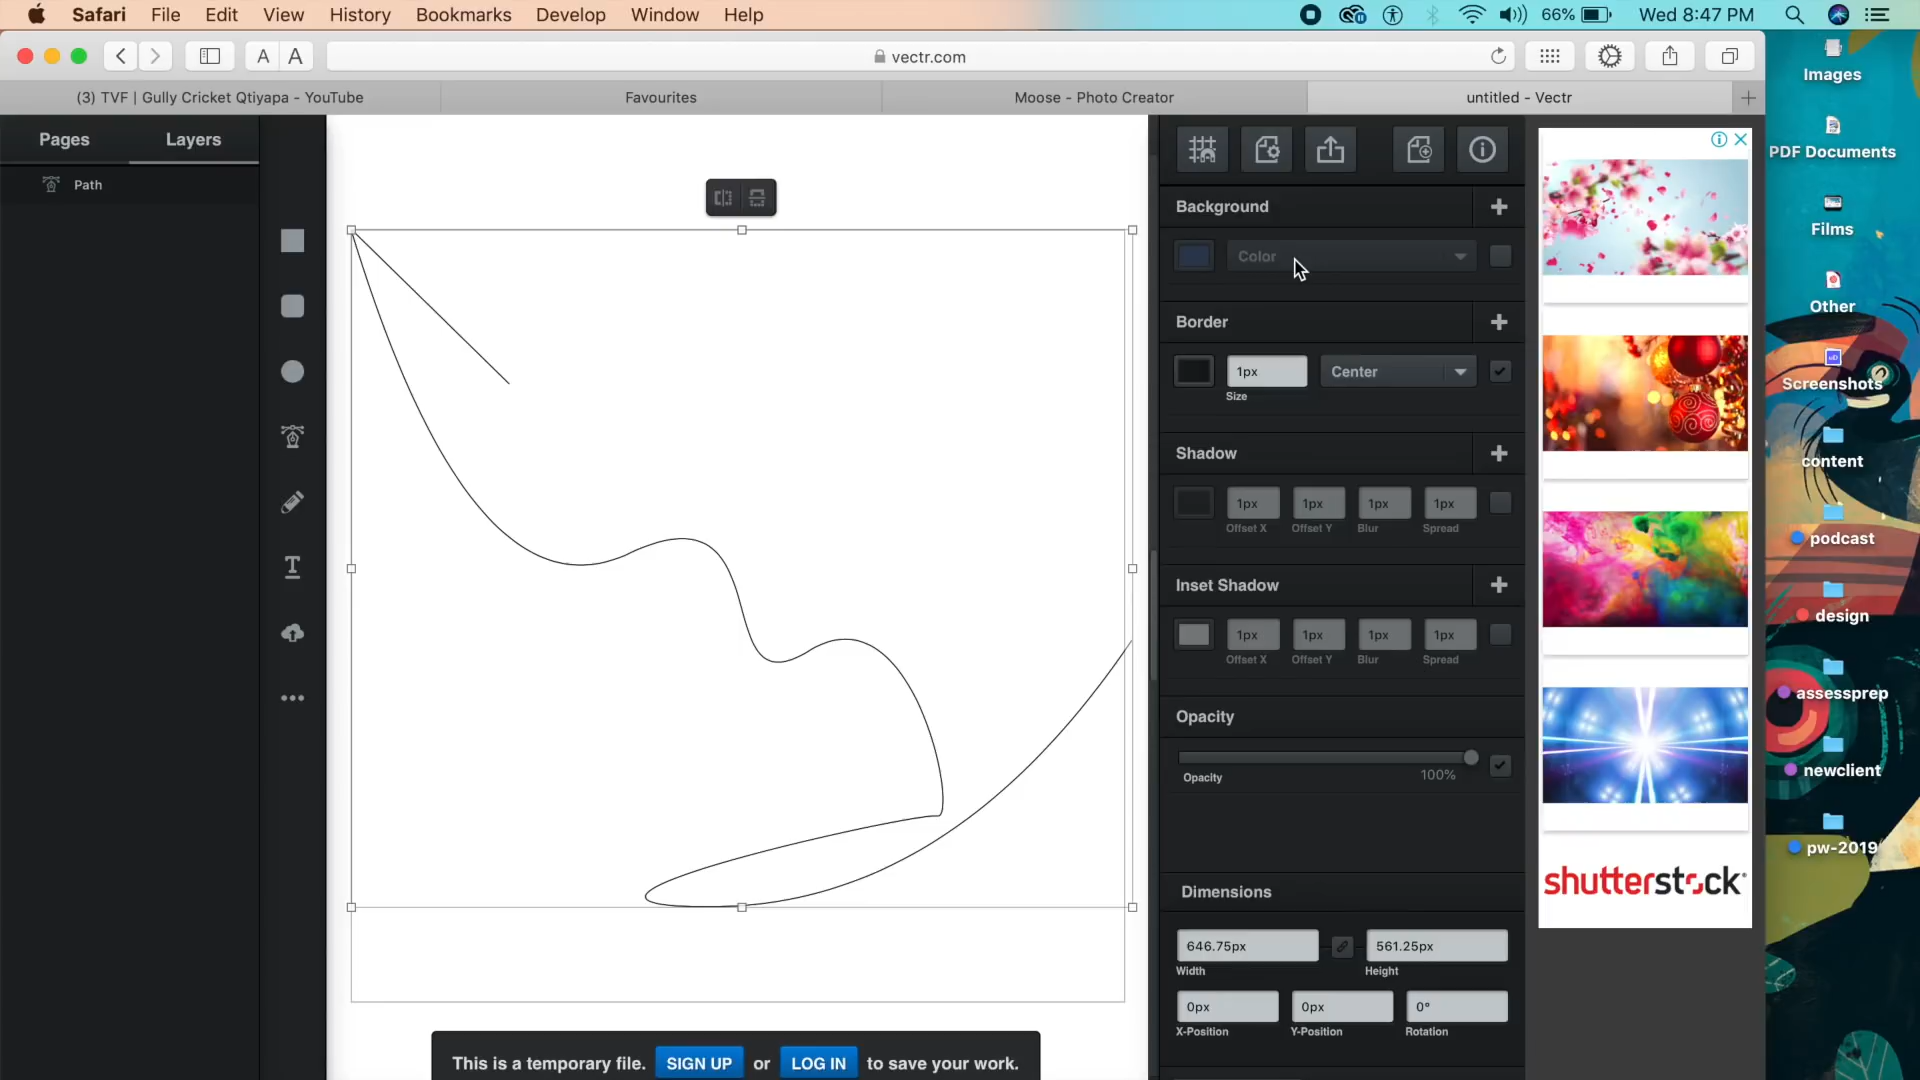 Safari File Edit View History Bookmarks Develop Window Help 66% Wed 8:47 PM
A A vectr.com
(3) TVF | Gully Cricket Qtiyapa - YouTube Favourites Moose - Photo Creator untitled - Vectr
Pages Layers
Path
T
Background
Color
Border
1px Center
Size
Shadow
1px 1px 1px 1px
Offset X Offset Y Blur Spread
Inset Shadow
1px 1px 1px 1px
Offset X Offset Y Blur Spread
Opacity
Opacity 100%
Dimensions
646.75px 561.25px
Width Height
0px 0px 0°
X-Position Y-Position Rotation
This is a temporary file. SIGN UP or LOG IN to save your work.
shutterstock
Images
PDF Documents
Films
Other
Screenshots
content
podcast
design
assessprep
newclient
pw-2019